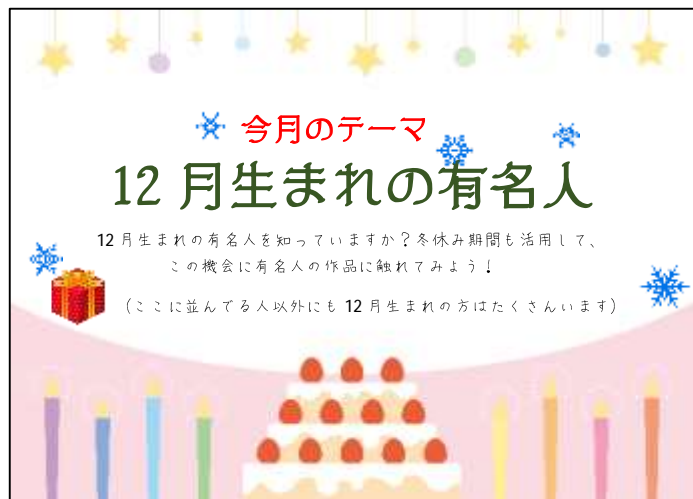 今月のテーマ
12月生まれの有名人
12月生まれの有名人を知っていますか？冬休み期間も活用して、
この機会に有名人の作品に触れてみよう！
（ここに並んでる人以外にも12月生まれの方はたくさんいます）